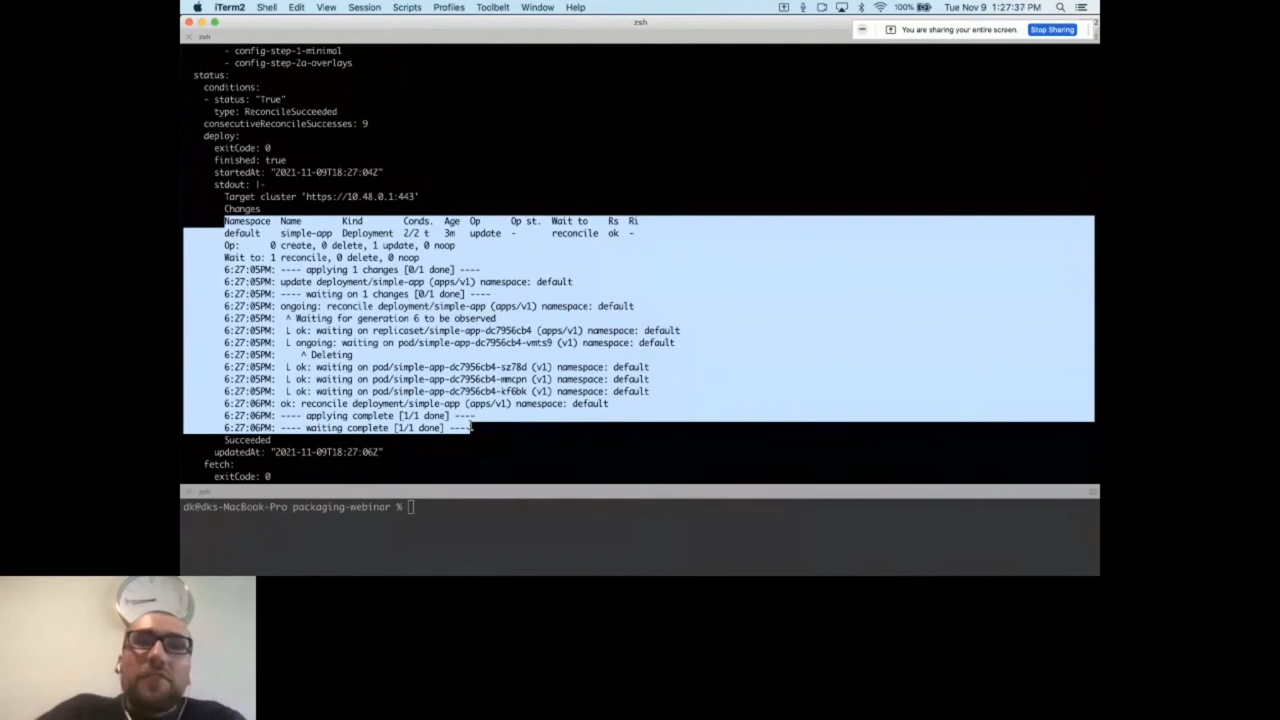 iTerm2 Shell Edit View Session Scripts Profiles Toolbelt Window Help 100% Tue Nov 9 1:27:37 PM
zsh
You are sharing your entire screen. Stop Sharing
zsh
- config-step-1-minimal
- config-step-2a-overlays
status:
conditions:
- status: "True"
type: ReconcileSucceeded
consecutiveReconcileSuccesses: 9
deploy:
exitCode: 0
finished: true
startedAt: "2021-11-09T18:27:04Z"
stdout: |-
Target cluster 'https://10.48.0.1:443'
Changes
Namespace Name Kind Conds. Age Op Op st. Wait to Rs Ri
default simple-app Deployment 2/2 t 3m update - reconcile ok -
Op: 0 create, 0 delete, 1 update, 0 noop
Wait to: 1 reconcile, 0 delete, 0 noop
6:27:05PM: ---- applying 1 changes [0/1 done] ----
6:27:05PM: update deployment/simple-app (apps/v1) namespace: default
6:27:05PM: ---- waiting on 1 changes [0/1 done] ----
6:27:05PM: ongoing: reconcile deployment/simple-app (apps/v1) namespace: default
6:27:05PM: ^ Waiting for generation 6 to be observed
6:27:05PM: L ok: waiting on replicaset/simple-app-dc7956cb4 (apps/v1) namespace: default
6:27:05PM: L ongoing: waiting on pod/simple-app-dc7956cb4-vmts9 (v1) namespace: default
6:27:05PM: ^ Deleting
6:27:05PM: L ok: waiting on pod/simple-app-dc7956cb4-sz78d (v1) namespace: default
6:27:05PM: L ok: waiting on pod/simple-app-dc7956cb4-mmcpn (v1) namespace: default
6:27:05PM: L ok: waiting on pod/simple-app-dc7956cb4-kf6bk (v1) namespace: default
6:27:06PM: ok: reconcile deployment/simple-app (apps/v1) namespace: default
6:27:06PM: ---- applying complete [1/1 done] ----
6:27:06PM: ---- waiting complete [1/1 done] ----
Succeeded
updatedAt: "2021-11-09T18:27:06Z"
fetch:
exitCode: 0
zsh
dk@dks-MacBook-Pro packaging-webinar %